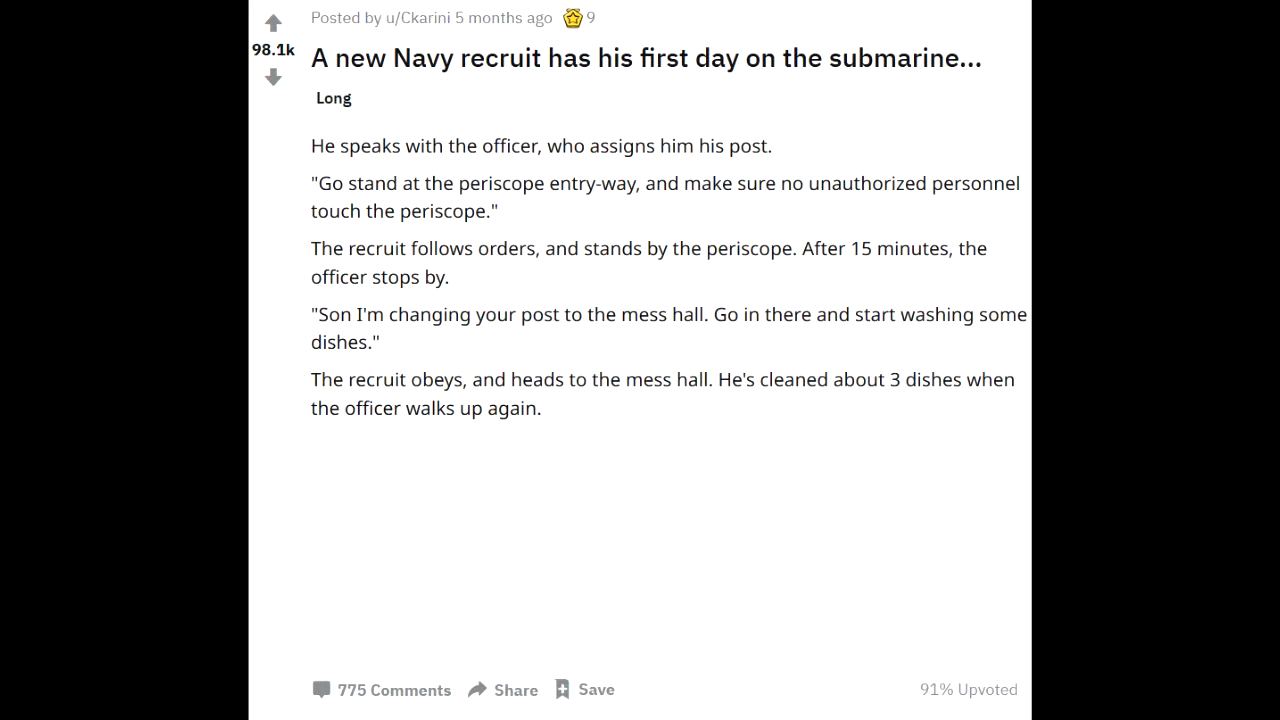 Posted by u/Ckarini 5 months ago 9
98.1k
A new Navy recruit has his first day on the submarine...
Long
He speaks with the officer, who assigns him his post.
"Go stand at the periscope entry-way, and make sure no unauthorized personnel
touch the periscope."
The recruit follows orders, and stands by the periscope. After 15 minutes, the
officer stops by.
"Son I'm changing your post to the mess hall. Go in there and start washing some
dishes."
The recruit obeys, and heads to the mess hall. He's cleaned about 3 dishes when
the officer walks up again.
775 Comments Share Save 91% Upvoted